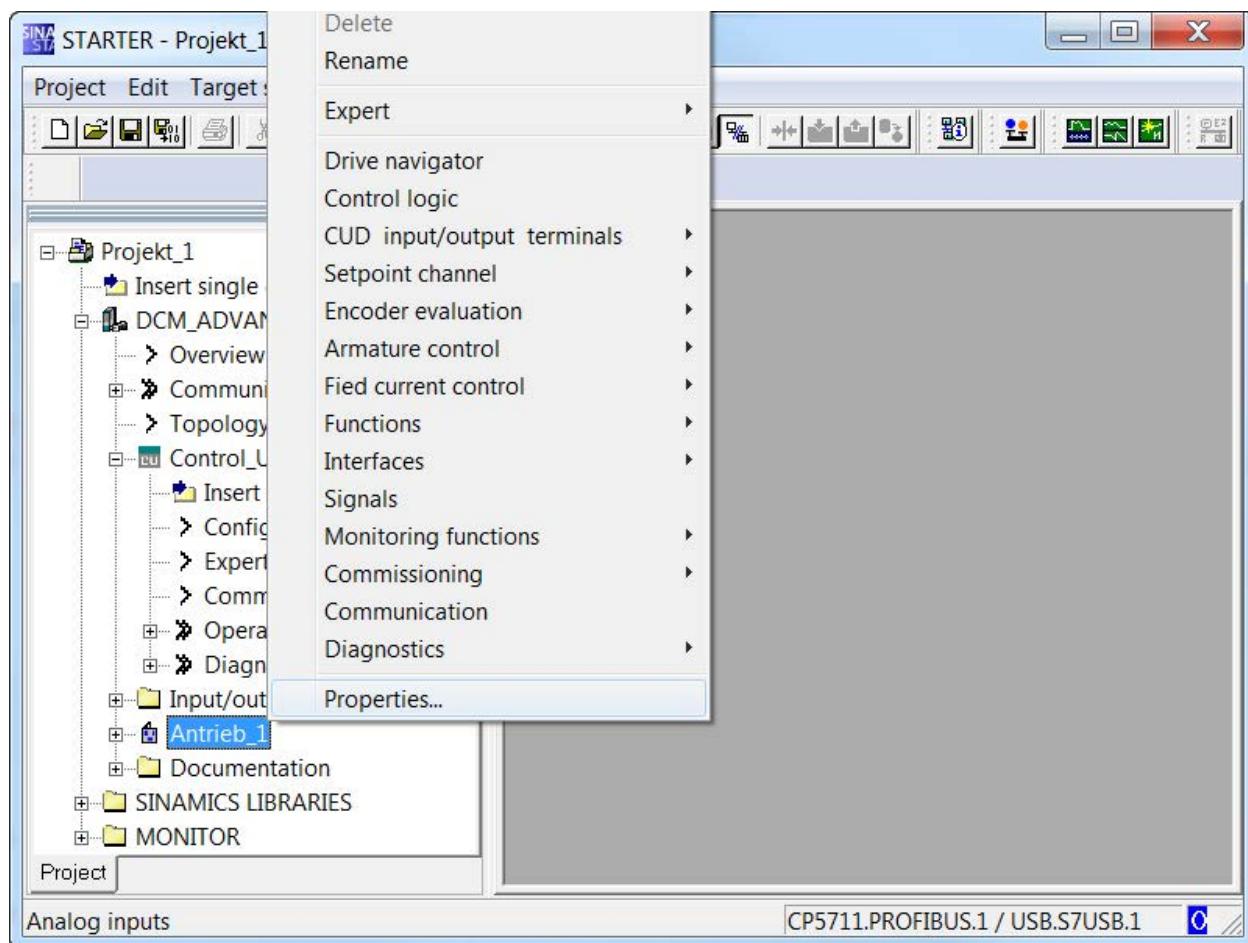 STARTER - Projekt_1
Project Edit Target
Delete
Rename
Expert
Drive navigator
Control logic
CUD input/output terminals
Setpoint channel
Encoder evaluation
Armature control
Fied current control
Functions
Interfaces
Signals
Monitoring functions
Commissioning
Communication
Diagnostics
Properties...
Projekt_1
Insert single
DCM_ADVAN
Overview
Communi
Topology
Control_U
Insert
Config
Expert
Comm
Opera
Diagn
Input/out
Antrieb_1
Documentation
SINAMICS LIBRARIES
MONITOR
Project
Analog inputs
CP5711.PROFIBUS.1 / USB.S7USB.1